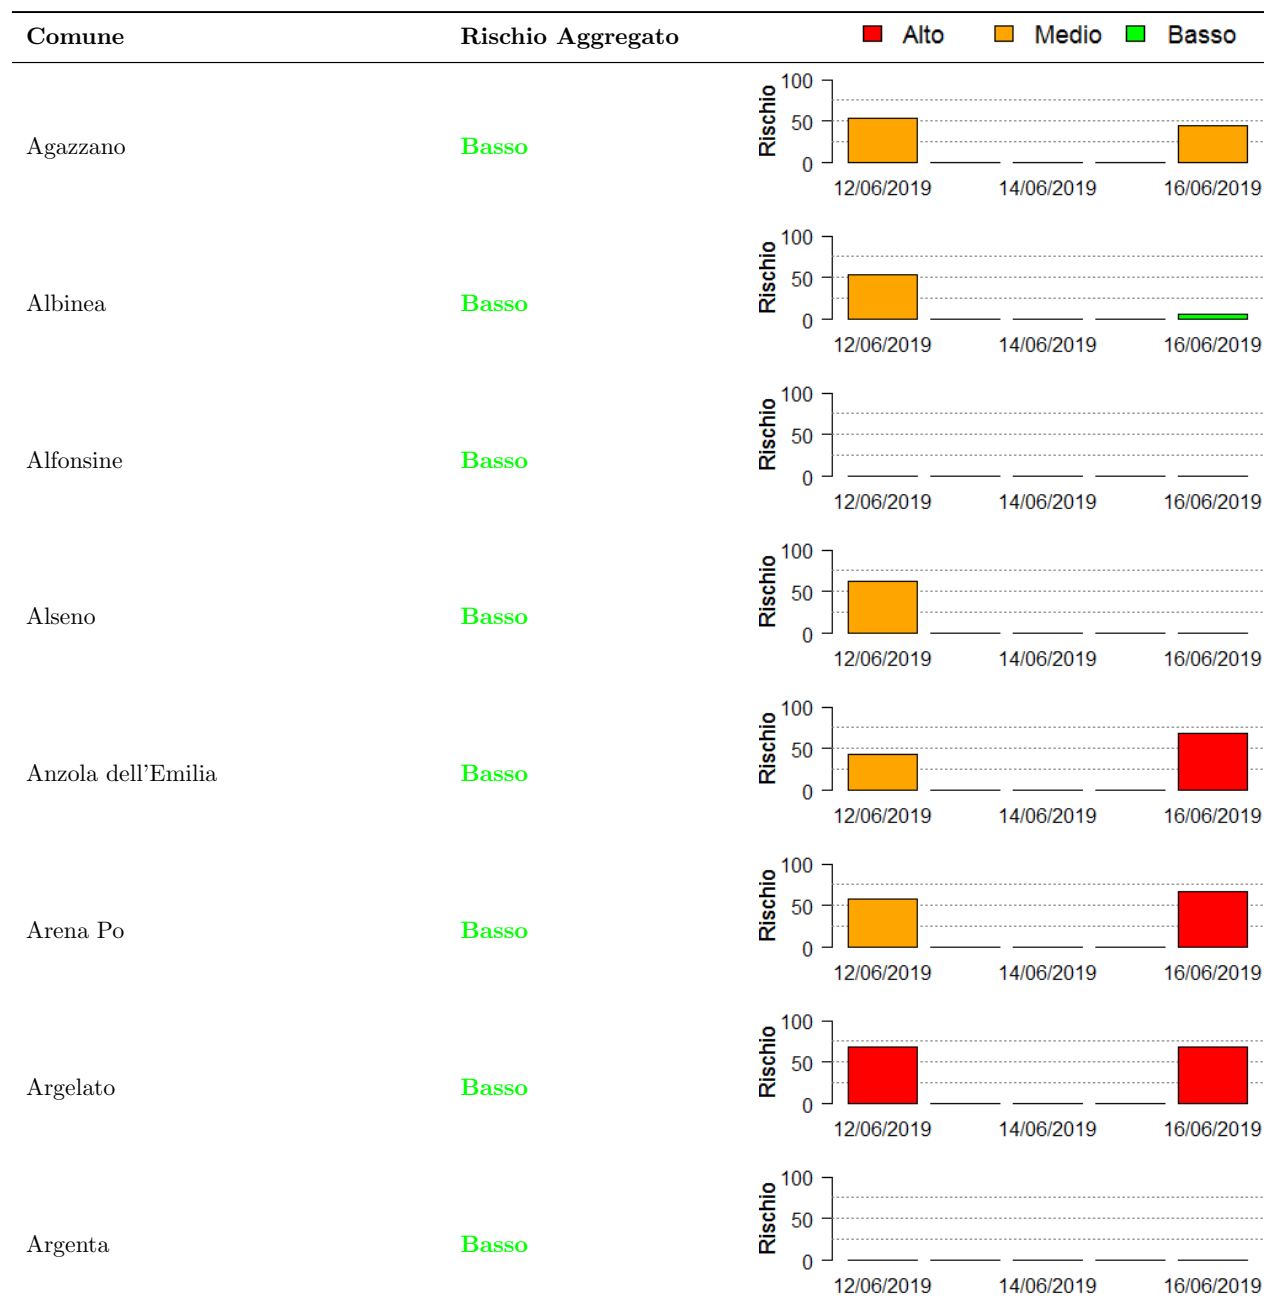 Comune Rischio Aggregato Alto Medio Basso
Agazzano Basso Rischio 100 50 0
12/06/2019 14/06/2019 16/06/2019
Albinea Basso Rischio 100 50 0
12/06/2019 14/06/2019 16/06/2019
Alfonsine Basso Rischio 100 50 0
12/06/2019 14/06/2019 16/06/2019
Alseno Basso Rischio 100 50 0
12/06/2019 14/06/2019 16/06/2019
Anzola dell'Emilia Basso Rischio 100 50 0
12/06/2019 14/06/2019 16/06/2019
Arena Po Basso Rischio 100 50 0
12/06/2019 14/06/2019 16/06/2019
Argelato Basso Rischio 100 50 0
12/06/2019 14/06/2019 16/06/2019
Argenta Basso Rischio 100 50 0
12/06/2019 14/06/2019 16/06/2019